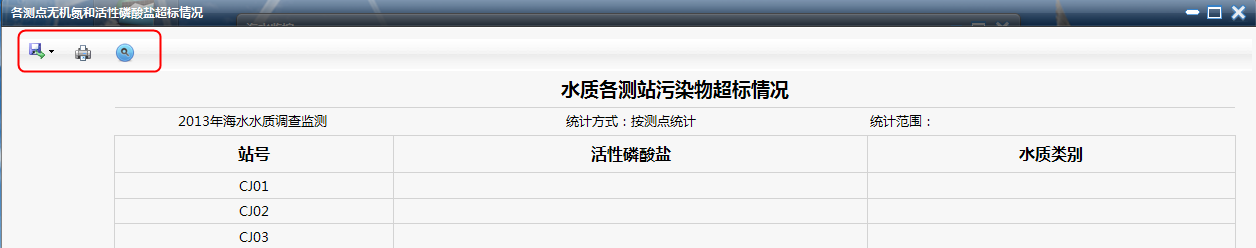 各测点无机氮和活性磷酸盐超标情况
水质各测站污染物超标情况
2013年海水水质调查监测 统计方式：按测点统计 统计范围：
站号 活性磷酸盐 水质类别
CJ01
CJ02
CJ03